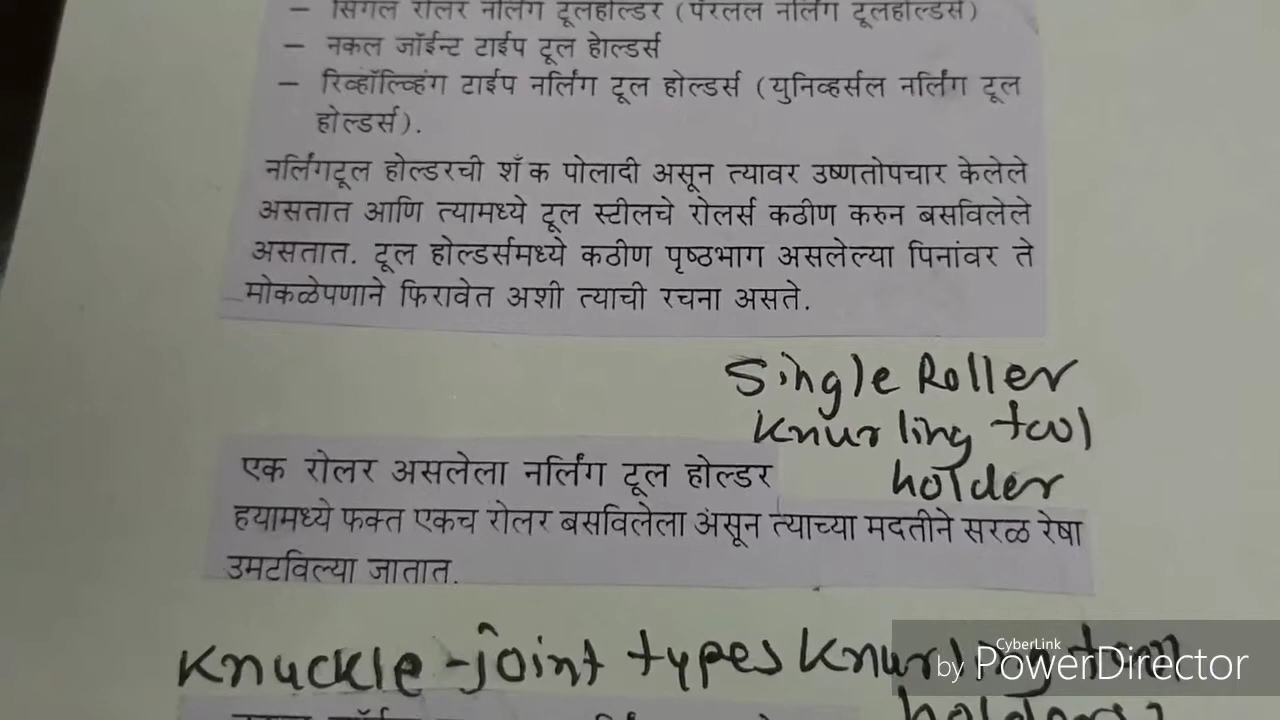 – सिंगल रोलर नर्लिंग टूलहोल्डर (पॅरलल नर्लिंग टूलहोल्डर्स)
– नकल जॉईन्ट टाईप टूल होल्डर्स
– रिव्हॉल्व्हिंग टाईप नर्लिंग टूल होल्डर्स (युनिव्हर्सल नर्लिंग टूल
होल्डर्स).
नर्लिंगटूल होल्डरची शँ क पोलादी असून त्यावर उष्णतोपचार केलेले
असतात आणि त्यामध्ये टूल स्टीलचे रोलर्स कठीण करुन बसविलेले
असतात. टूल होल्डर्समध्ये कठीण पृष्ठभाग असलेल्या पिनांवर ते
मोकळेपणाने फिरावेत अशी त्याची रचना असते.
Single Roller
Knurling tool
holder
एक रोलर असलेला नर्लिंग टूल होल्डर
हयामध्ये फक्त एकच रोलर बसविलेला असून त्याच्या मदतीने सरळ रेषा
उमटविल्या जातात.
Knuckle-joint types Knurling
holders
CyberLink
by PowerDirector